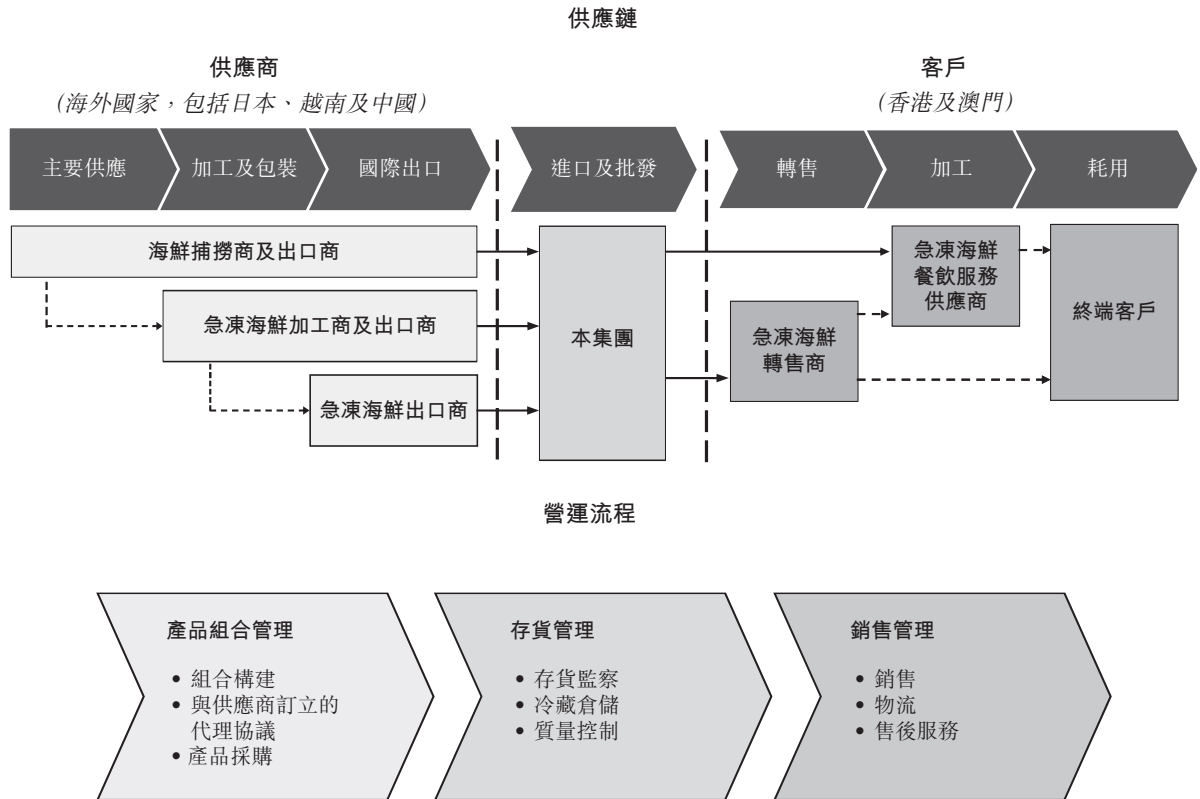 供應鏈
供應商
(海外國家，包括日本、越南及中國)
客戶
(香港及澳門)
主要供應
加工及包裝
國際出口
進口及批發
轉售
加工
耗用
海鮮捕撈商及出口商
急凍海鮮加工商及出口商
急凍海鮮出口商
本集團
急凍海鮮
轉售商
急凍海鮮
餐飲服務
供應商
終端客戶
營運流程
產品組合管理
• 組合構建
• 與供應商訂立的
代理協議
• 產品採購
存貨管理
• 存貨監察
• 冷藏倉儲
• 質量控制
銷售管理
• 銷售
• 物流
• 售後服務